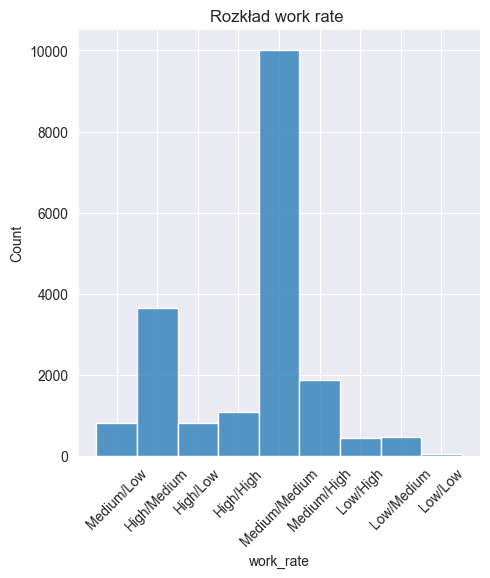 Rozkład work rate
10000
8000
6000
4000
2000
0
Count
Medium/Low
High/Medium
High/Low
High/High
Medium/Medium
Medium/High
Low/High
Low/Medium
Low/Low
work_rate